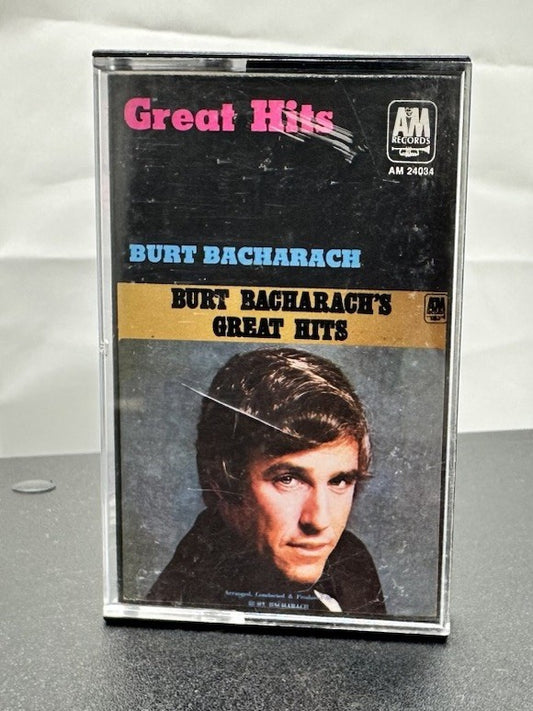 Great Hits
A&M
RECORDS
AM 24034
BURT BACHARACH
BURT BACHARACH'S
GREAT HITS
A&M
Arranged, Conducted & Produced
BURT BACHARACH